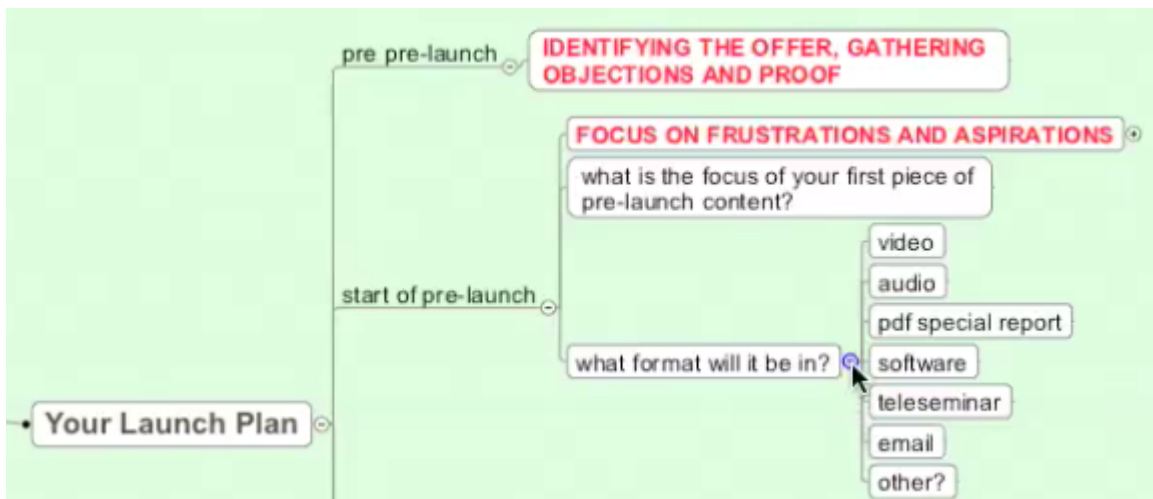 pre pre-launch
IDENTIFYING THE OFFER, GATHERING
OBJECTIONS AND PROOF
FOCUS ON FRUSTRATIONS AND ASPIRATIONS
what is the focus of your first piece of
pre-launch content?
start of pre-launch
what format will it be in?
video
audio
pdf special report
software
teleseminar
email
other?
Your Launch Plan